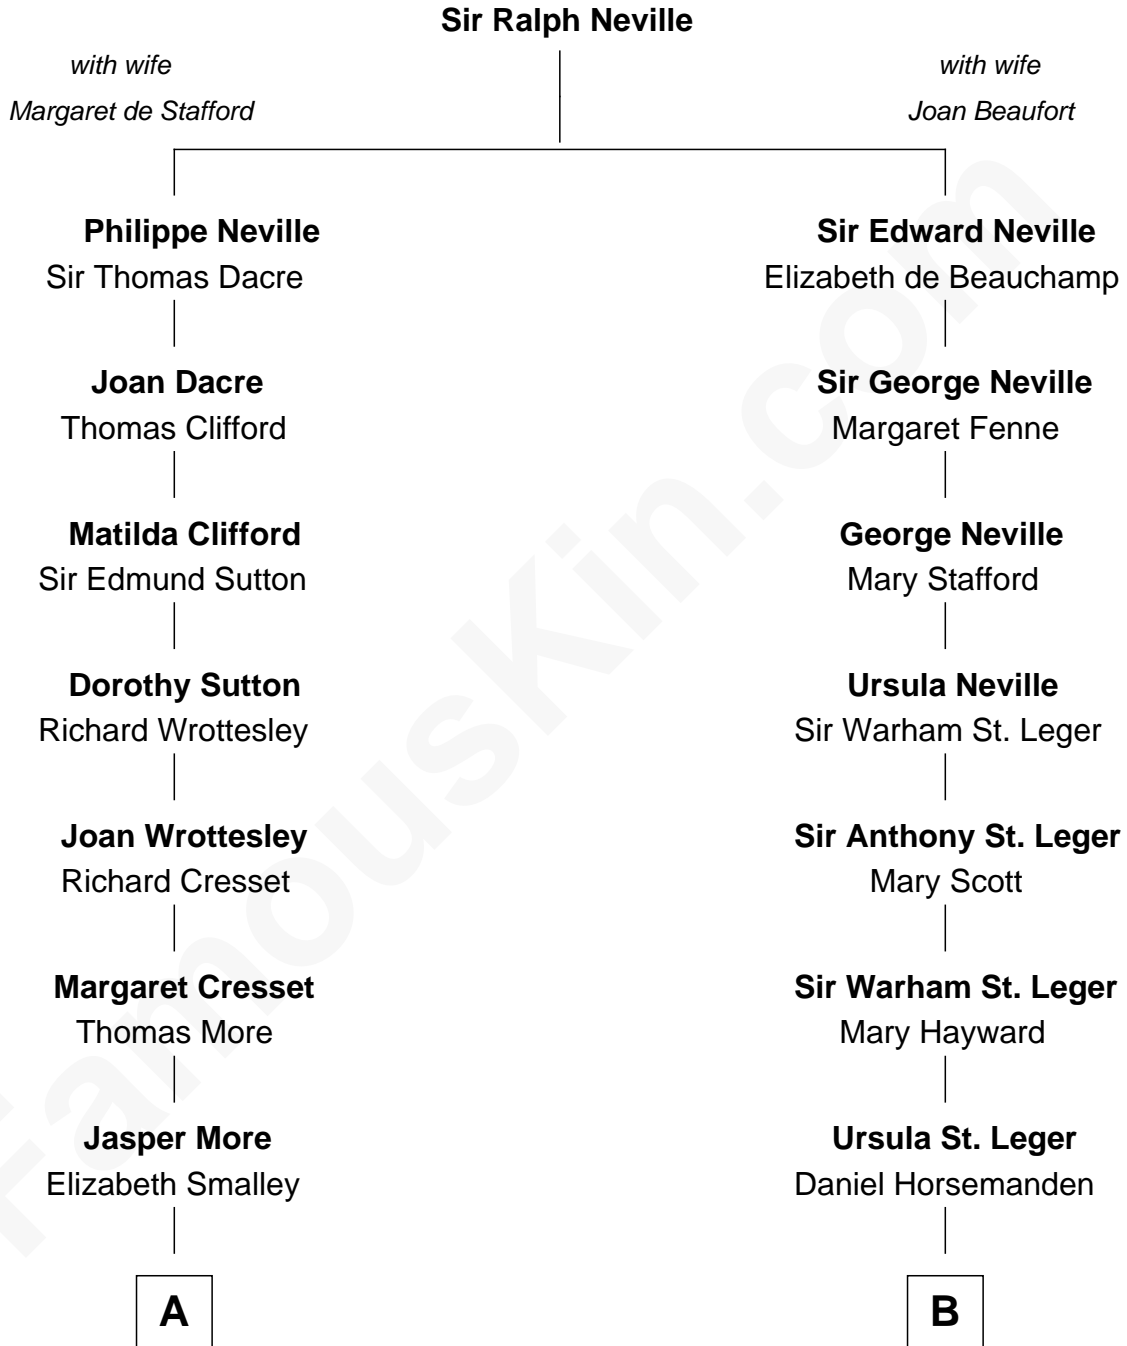 Sir Ralph Neville
with wife
Margaret de Stafford
with wife
Joan Beaufort
Philippe Neville
Sir Thomas Dacre
Joan Dacre
Thomas Clifford
Matilda Clifford
Sir Edmund Sutton
Dorothy Sutton
Richard Wrottesley
Joan Wrottesley
Richard Cresset
Margaret Cresset
Thomas More
Jasper More
Elizabeth Smalley
A
Sir Edward Neville
Elizabeth de Beauchamp
Sir George Neville
Margaret Fenne
George Neville
Mary Stafford
Ursula Neville
Sir Warham St. Leger
Sir Anthony St. Leger
Mary Scott
Sir Warham St. Leger
Mary Hayward
Ursula St. Leger
Daniel Horsemanden
B
FamousKin.com